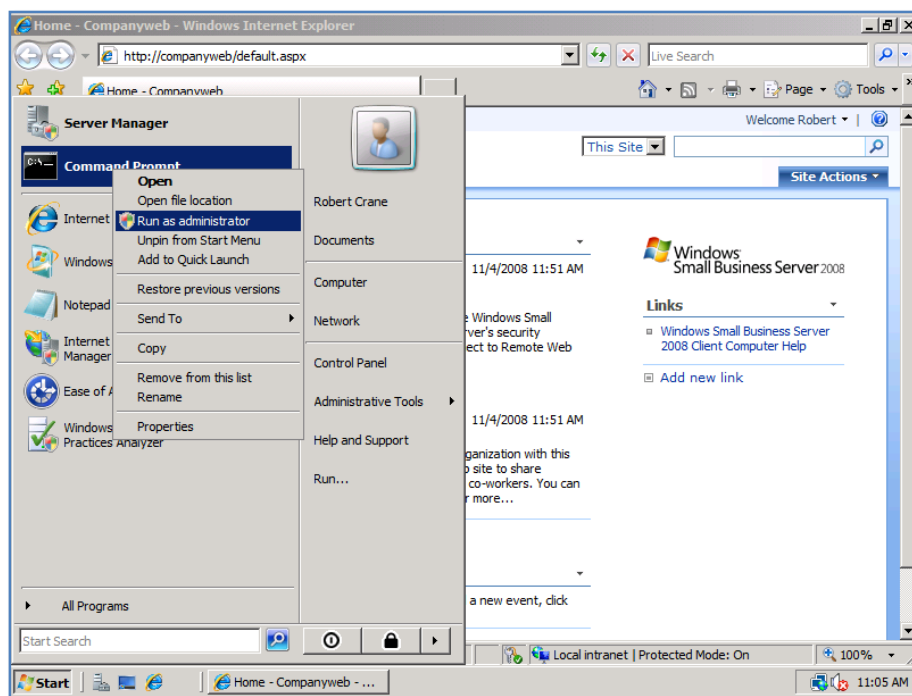 Home - Companyweb - Windows Internet Explorer
http://companyweb/default.aspx
Live Search
Home - Companyweb
Page
Tools
Welcome Robert
This Site
Site Actions
Server Manager
C:\
Command Prompt
Open
Open file location
Run as administrator
Unpin from Start Menu
Add to Quick Launch
Restore previous versions
Send To
Copy
Remove from this list
Rename
Properties
Internet
Windows
Notepad
Internet
Manager
Ease of
Windows
Practices Analyzer
All Programs
Start Search
Robert Crane
Documents
Computer
Network
Control Panel
Administrative Tools
Help and Support
Run...
11/4/2008 11:51 AM
Windows Small
server's security
ect to Remote Web
11/4/2008 11:51 AM
ganization with this
site to share
co-workers. You can
more...
a new event, click
Windows
Small Business Server 2008
Links
Windows Small Business Server
2008 Client Computer Help
Add new link
Local intranet | Protected Mode: On
100%
Start
Home - Companyweb - ...
11:05 AM